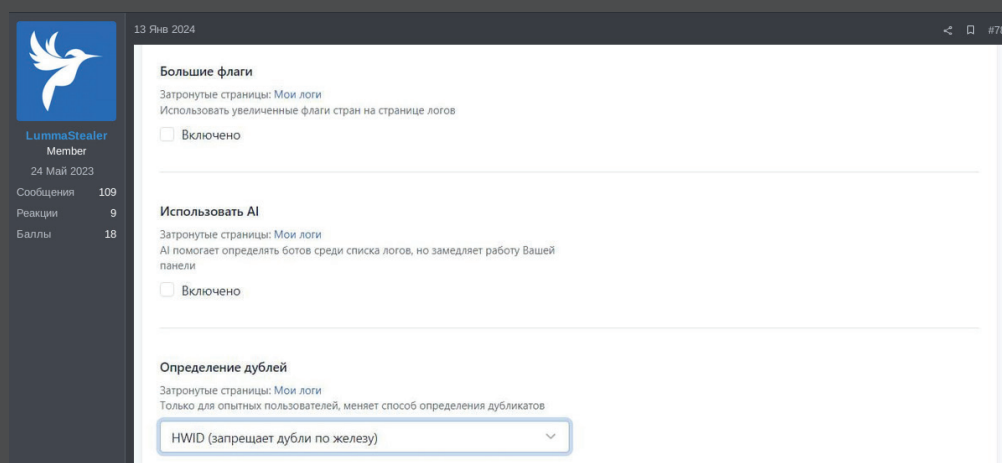 13 Янв 2024
LummaStealer
Member
24 Май 2023
Сообщения 109
Реакции 9
Баллы 18
Большие флаги
Затронутые страницы: Мои логи
Использовать увеличенные флаги стран на странице логов
Включено
Использовать AI
Затронутые страницы: Мои логи
AI помогает определять ботов среди списка логов, но замедляет работу Вашей
панели
Включено
Определение дублей
Затронутые страницы: Мои логи
Только для опытных пользователей, меняет способ определения дубликатов
HWID (запрещает дубли по железу)